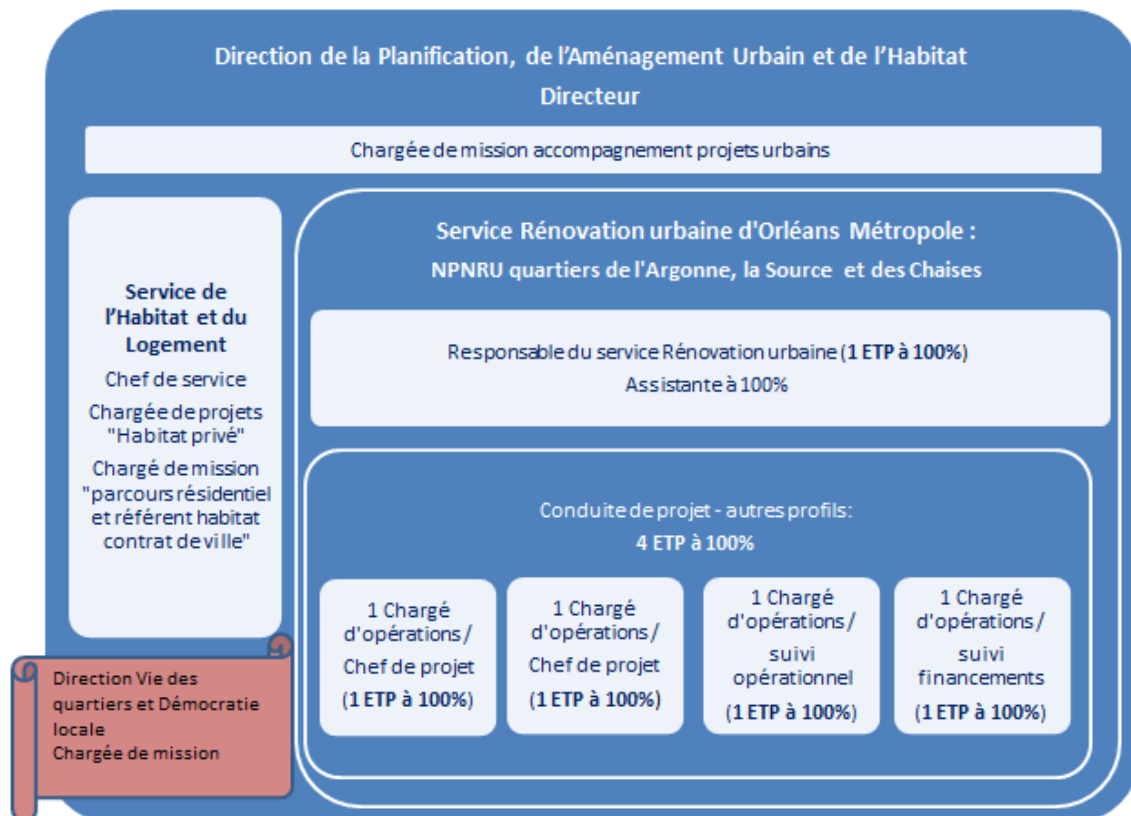 Direction de la Planification, de l'Aménagement Urbain et de l'Habitat
Directeur
Chargée de mission accompagnement projets urbains
Service de
l'Habitat et du
Logement
Chef de service
Chargée de projets
"Habitat privé"
Chargé de mission
"parcours résidentiel
et référent habitat
contrat de ville"
Service Rénovation urbaine d'Orléans Métropole :
NPNRU quartiers de l'Argonne, la Source et des Chaises
Responsable du service Rénovation urbaine (1 ETP à 100%)
Assistante à 100%
Conduite de projet - autres profils:
4 ETP à 100%
1 Chargé
d'opérations /
Chef de projet
(1 ETP à 100%)
1 Chargé
d'opérations /
Chef de projet
(1 ETP à 100%)
1 Chargé
d'opérations /
suivi
opérationnel
(1 ETP à 100%)
1 Chargé
d'opérations /
suivi
financements
(1 ETP à 100%)
Direction Vie des
quartiers et Démocratie
locale
Chargée de mission